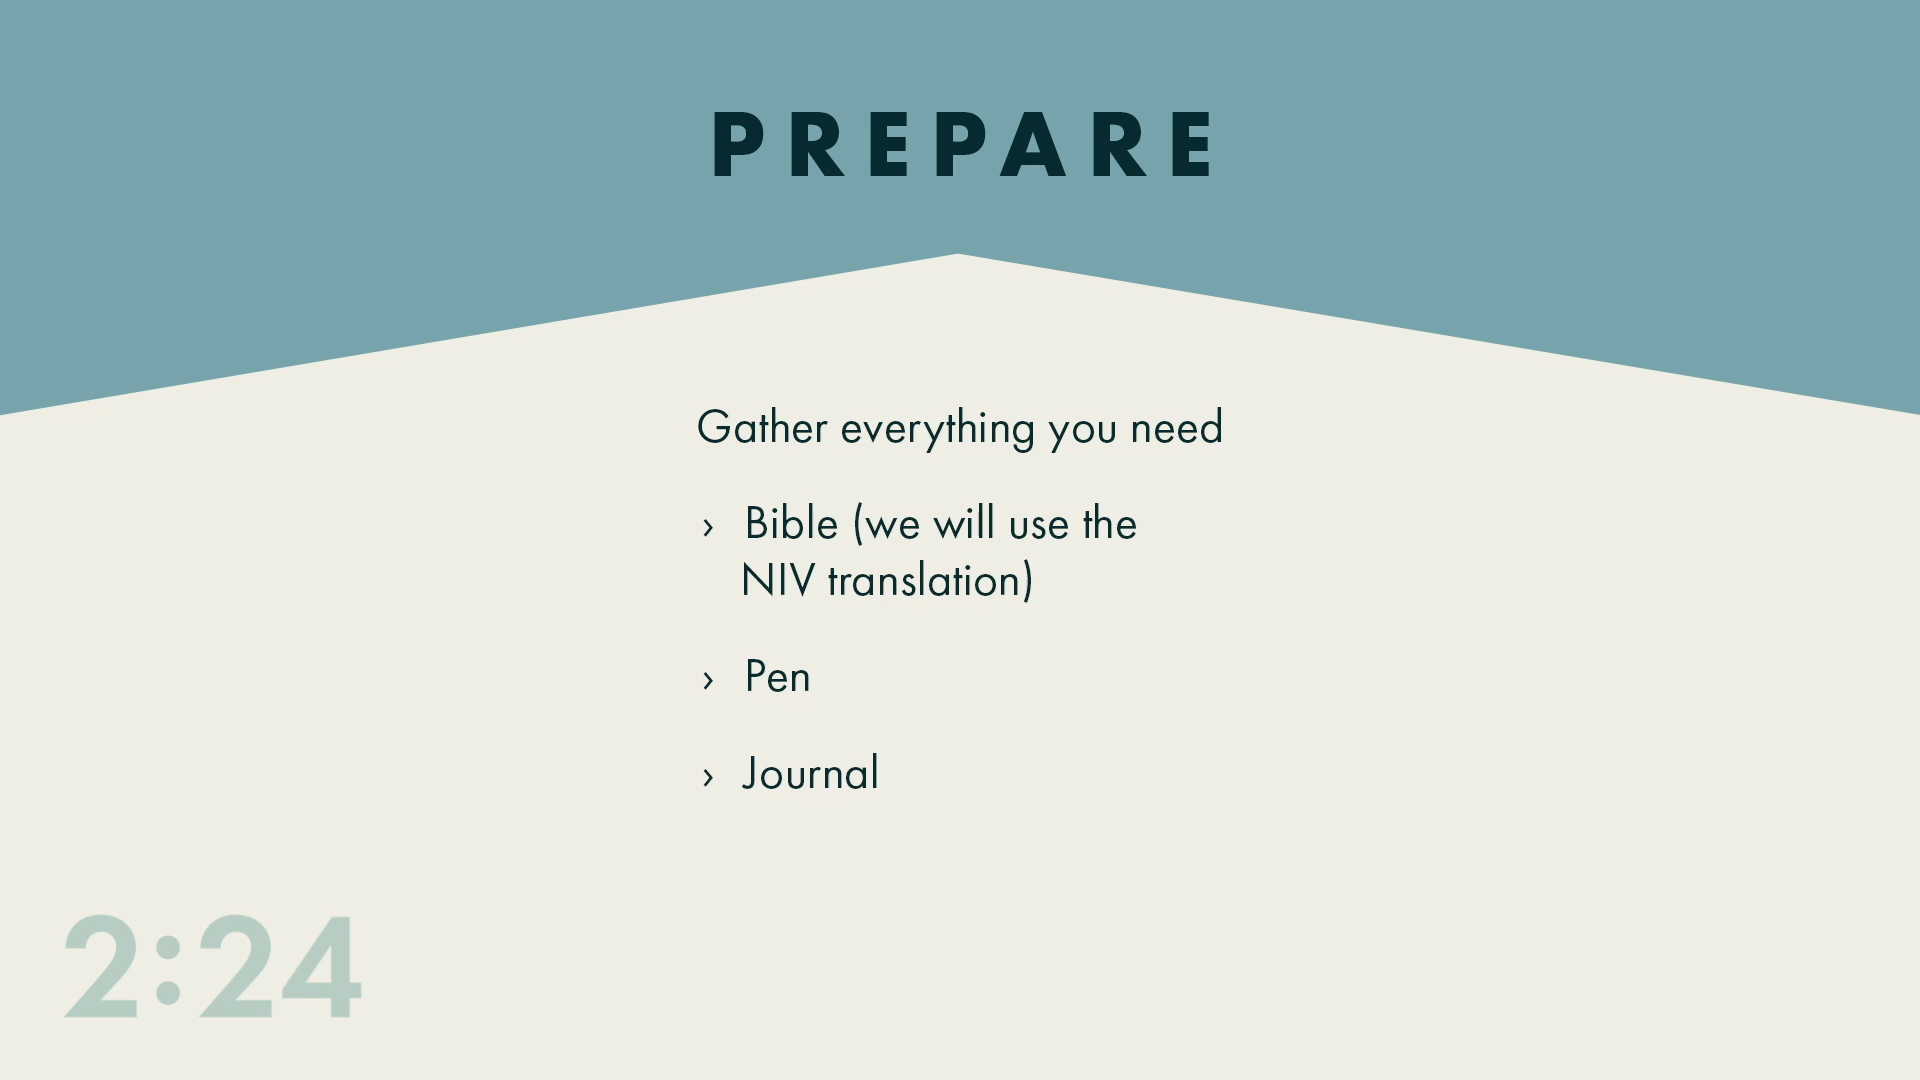 PREPARE
Gather everything you need
› Bible (we will use the
NIV translation)
› Pen
› Journal
2:24